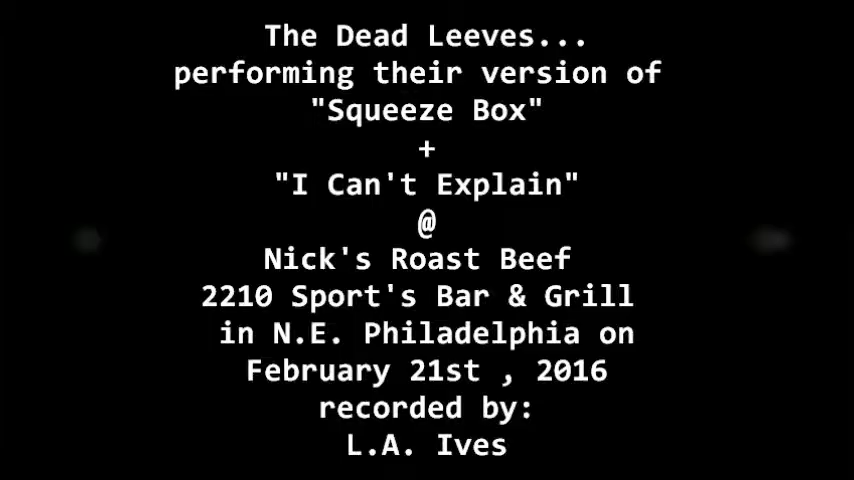 The Dead Leeves...
performing their version of
"Squeeze Box"
+
"I Can't Explain"
@
Nick's Roast Beef
2210 Sport's Bar & Grill
in N.E. Philadelphia on
February 21st , 2016
recorded by:
L.A. Ives